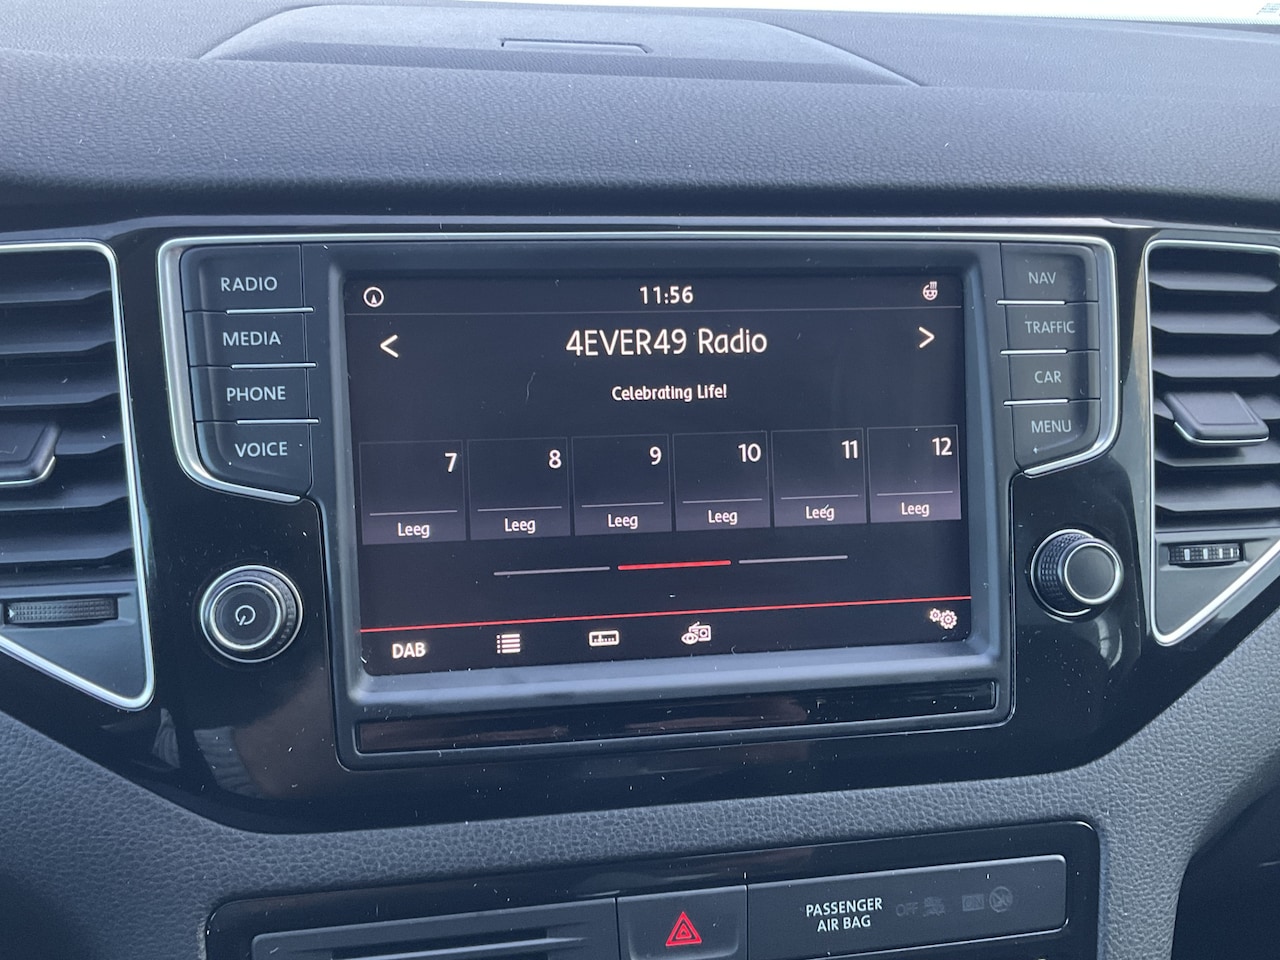 RADIO
MEDIA
PHONE
VOICE
11:56
4EVER49 Radio
Celebrating Life!
7
8
9
10
11
12
Leeg
Leeg
Leeg
Leeg
Leeg
Leeg
DAB
NAV
TRAFFIC
CAR
MENU
PASSENGER
AIR BAG
OFF